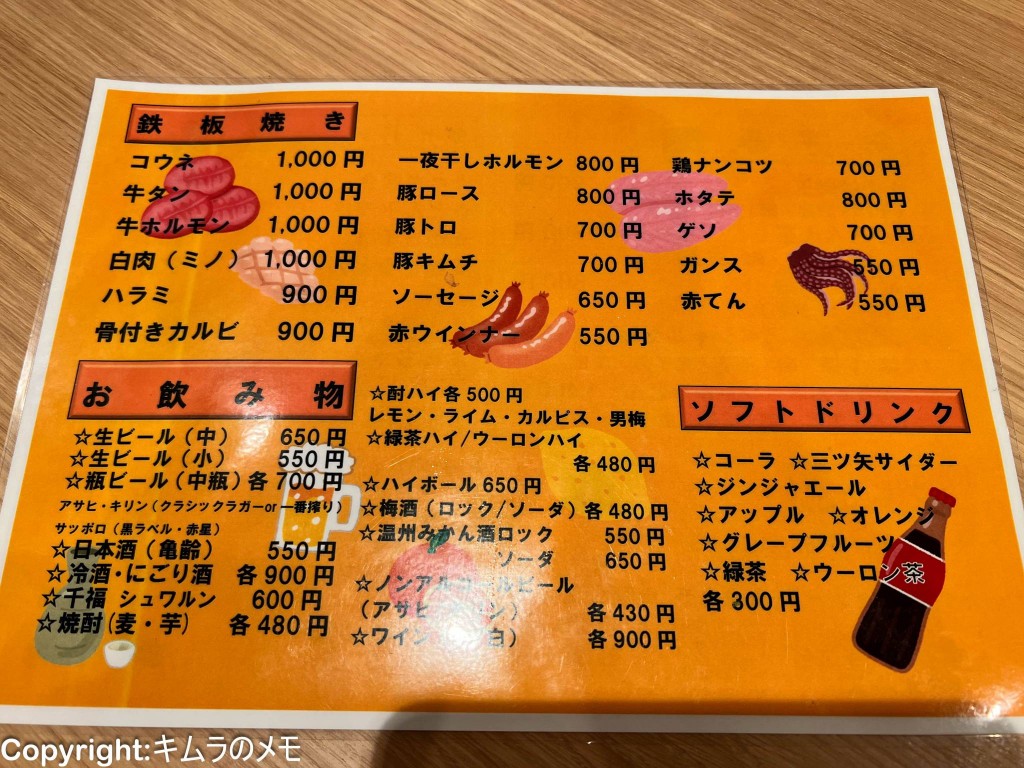 鉄板焼き
コウネ 1,000円
牛タン 1,000円
牛ホルモン 1,000円
白肉（ミノ） 1,000円
ハラミ 900円
骨付きカルビ 900円
一夜干しホルモン 800円
豚ロース 800円
豚トロ 700円
豚キムチ 700円
ソーセージ 650円
赤ウインナー 550円
鶏ナンコツ 700円
ホタテ 800円
ゲソ 700円
ガンス 550円
赤てん 550円
お飲み物
☆生ビール（中） 650円
☆生ビール（小） 550円
☆瓶ビール（中瓶）各700円
アサヒ・キリン（クラシックラガーor一番搾り）
サッポロ（黒ラベル・赤星）
☆日本酒（亀齢） 550円
☆冷酒・にごり酒 各900円
☆千福 シュワルン 600円
☆焼酎(麦・芋) 各480円
☆酎ハイ各500円
レモン・ライム・カルピス・男梅
☆緑茶ハイ/ウーロンハイ
各480円
☆ハイボール650円
☆梅酒（ロック/ソーダ）各480円
☆温州みかん酒ロック 550円
ソーダ 650円
☆ノンアルコールビール
（アサヒ・キリン） 各430円
☆ワイン 白） 各900円
ソフトドリンク
☆コーラ ☆三ツ矢サイダー
☆ジンジャエール
☆アップル ☆オレンジ
☆グレープフルーツ
☆緑茶 ☆ウーロン茶
各300円
Copyright:キムラのメモ